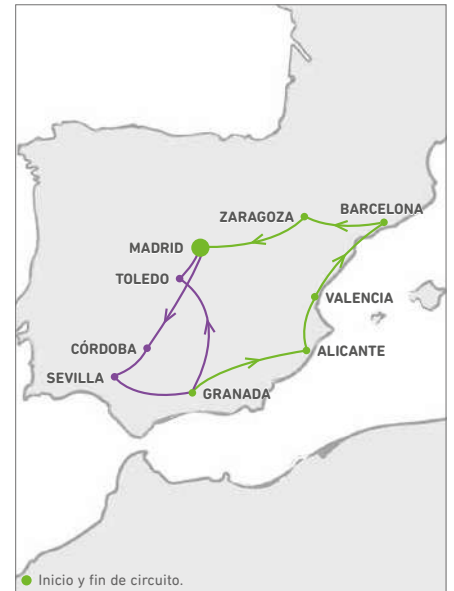 BARCELONA
ZARAGOZA
MADRID
TOLEDO
VALENCIA
CÓRDOBA
ALICANTE
SEVILLA
GRANADA
Inicio y fin de circuito.